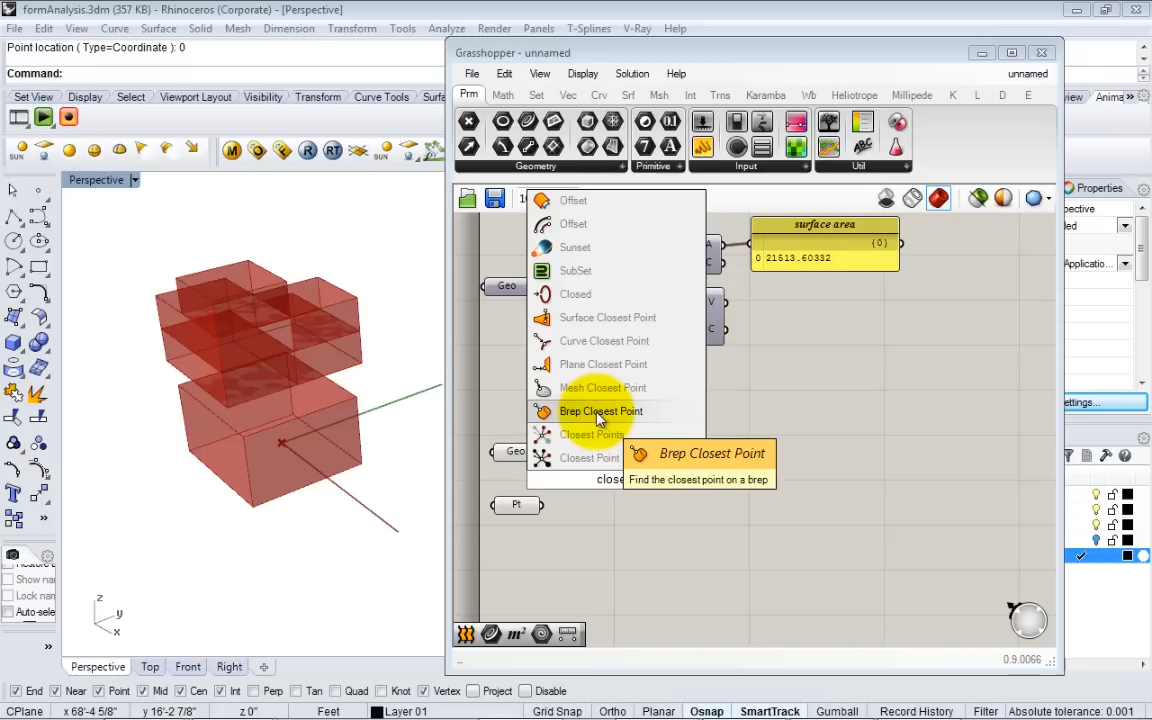 formAnalysis.3dm (357 KB) - Rhinoceros (Corporate) - [Perspective]
File Edit View Curve Surface Solid Mesh Dimension Transform Tools Analyze Render Panels T-Splines V-Ray Help
Point location ( Type=Coordinate ): 0
Command:
Set View Display Select Viewport Layout Visibility Transform Curve Tools
SUN SUN
M R RT
Perspective
Grasshopper - unnamed
File Edit View Display Solution Help unnamed
Prm Math Set Vec Crv Srf Msh Int Trns Karamba Wb Heliotrope Millipede K L D E
Geometry Primitive Input Util
Offset
Offset
Sunset
SubSet
Closed
Surface Closest Point
Curve Closest Point
Plane Closest Point
Mesh Closest Point
Brep Closest Point
Closest Points
Closest Point
Brep Closest Point
Find the closest point on a brep
surface area
{0}
0 21513.60332
A
C
V
C
Geo
Geo
Pt
m²
0.9.0066
Properties
z
y
x
Perspective Top Front Right
End Near Point Mid Cen Int Perp Tan Quad Knot Vertex Project Disable
CPlane x 68'-4 5/8" y 16'-2 7/8" z 0" Feet Layer 01 Grid Snap Ortho Planar Osnap SmartTrack Gumball Record History Filter Absolute tolerance: 0.001